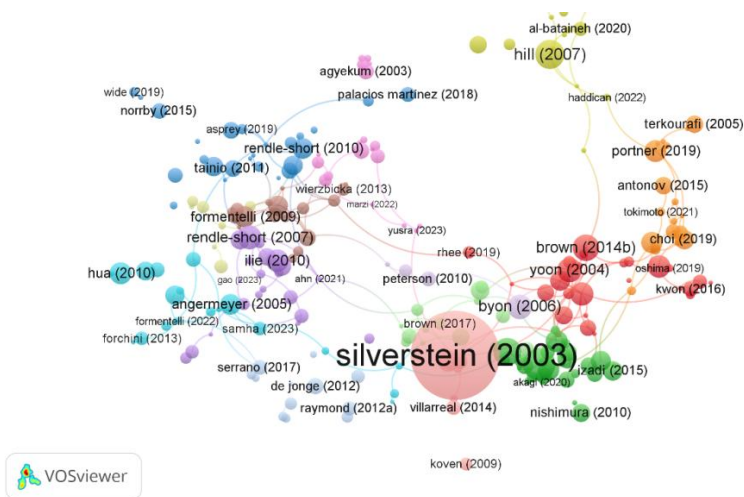 al-bataineh (2020)
hill (2007)
agyekum (2003)
wide (2019)
palacios martínez (2018)
haddican (2022)
norrby (2015)
terkourafi (2005)
asprey (2019)
rendle-short (2010)
portner (2019)
tainio (2011)
antonov (2015)
wierzbicka (2013)
marzi (2022)
tokimoto (2021)
formentelli (2009)
yusra (2023)
rendle-short (2007)
choi (2019)
brown (2014b)
rhee (2019)
ilie (2010)
yoon (2004)
oshima (2019)
hua (2010)
gao (2023)
ahn (2021)
peterson (2010)
kwon (2016)
angermeyer (2005)
byon (2006)
formentelli (2022)
samha (2023)
brown (2017)
forchini (2013)
silverstein (2003)
serrano (2017)
izadi (2015)
akagi (2020)
de jonge (2012)
raymond (2012a)
villarreal (2014)
nishimura (2010)
koven (2009)
VOSviewer